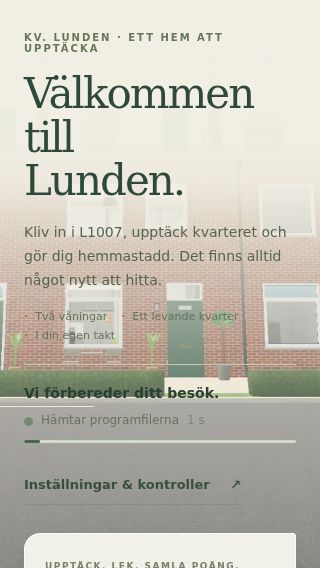 KV. LUNDEN · ETT HEM ATT
UPPTÄCKA
Välkommen
till
Lunden.
Kliv in i L1007, upptäck kvarteret och
gör dig hemmastadd. Det finns alltid
något nytt att hitta.
· Två våningar · Ett levande kvarter
· I din egen takt
Vi förbereder ditt besök.
Hämtar programfilerna 1 s
Inställningar & kontroller ↗
UPPTÄCK. LEK. SAMLA POÄNG.